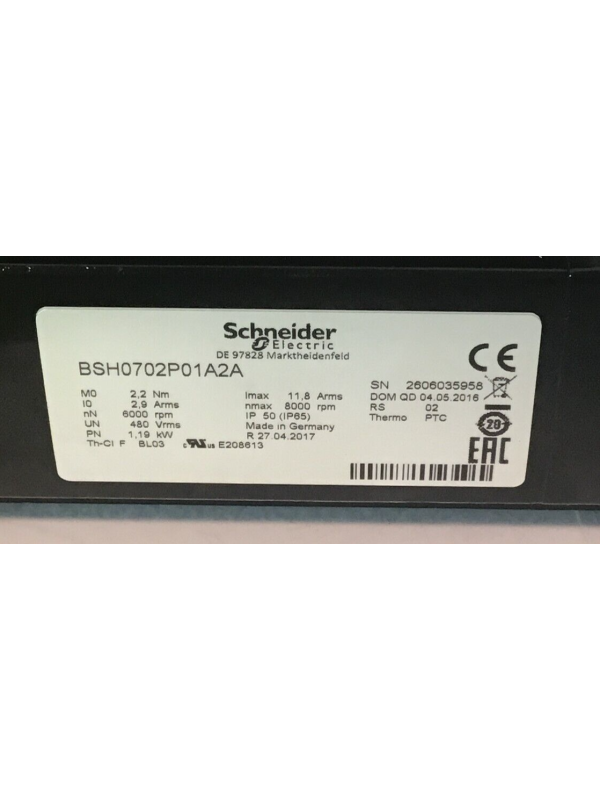 Schneider
Electric
DE 97828 Marktheidenfeld
BSH0702P01A2A
CE
M0 2,2 Nm
I0 2,9 Arms
nN 6000 rpm
UN 480 Vrms
PN 1,19 kW
Th-Cl F BL03
Imax 11,8 Arms
nmax 8000 rpm
IP 50 (IP65)
Made in Germany
R 27.04.2017
c RU us E208613
SN 2606035958
DOM QD 04.05.2016
RS 02
Thermo PTC
20
EAC